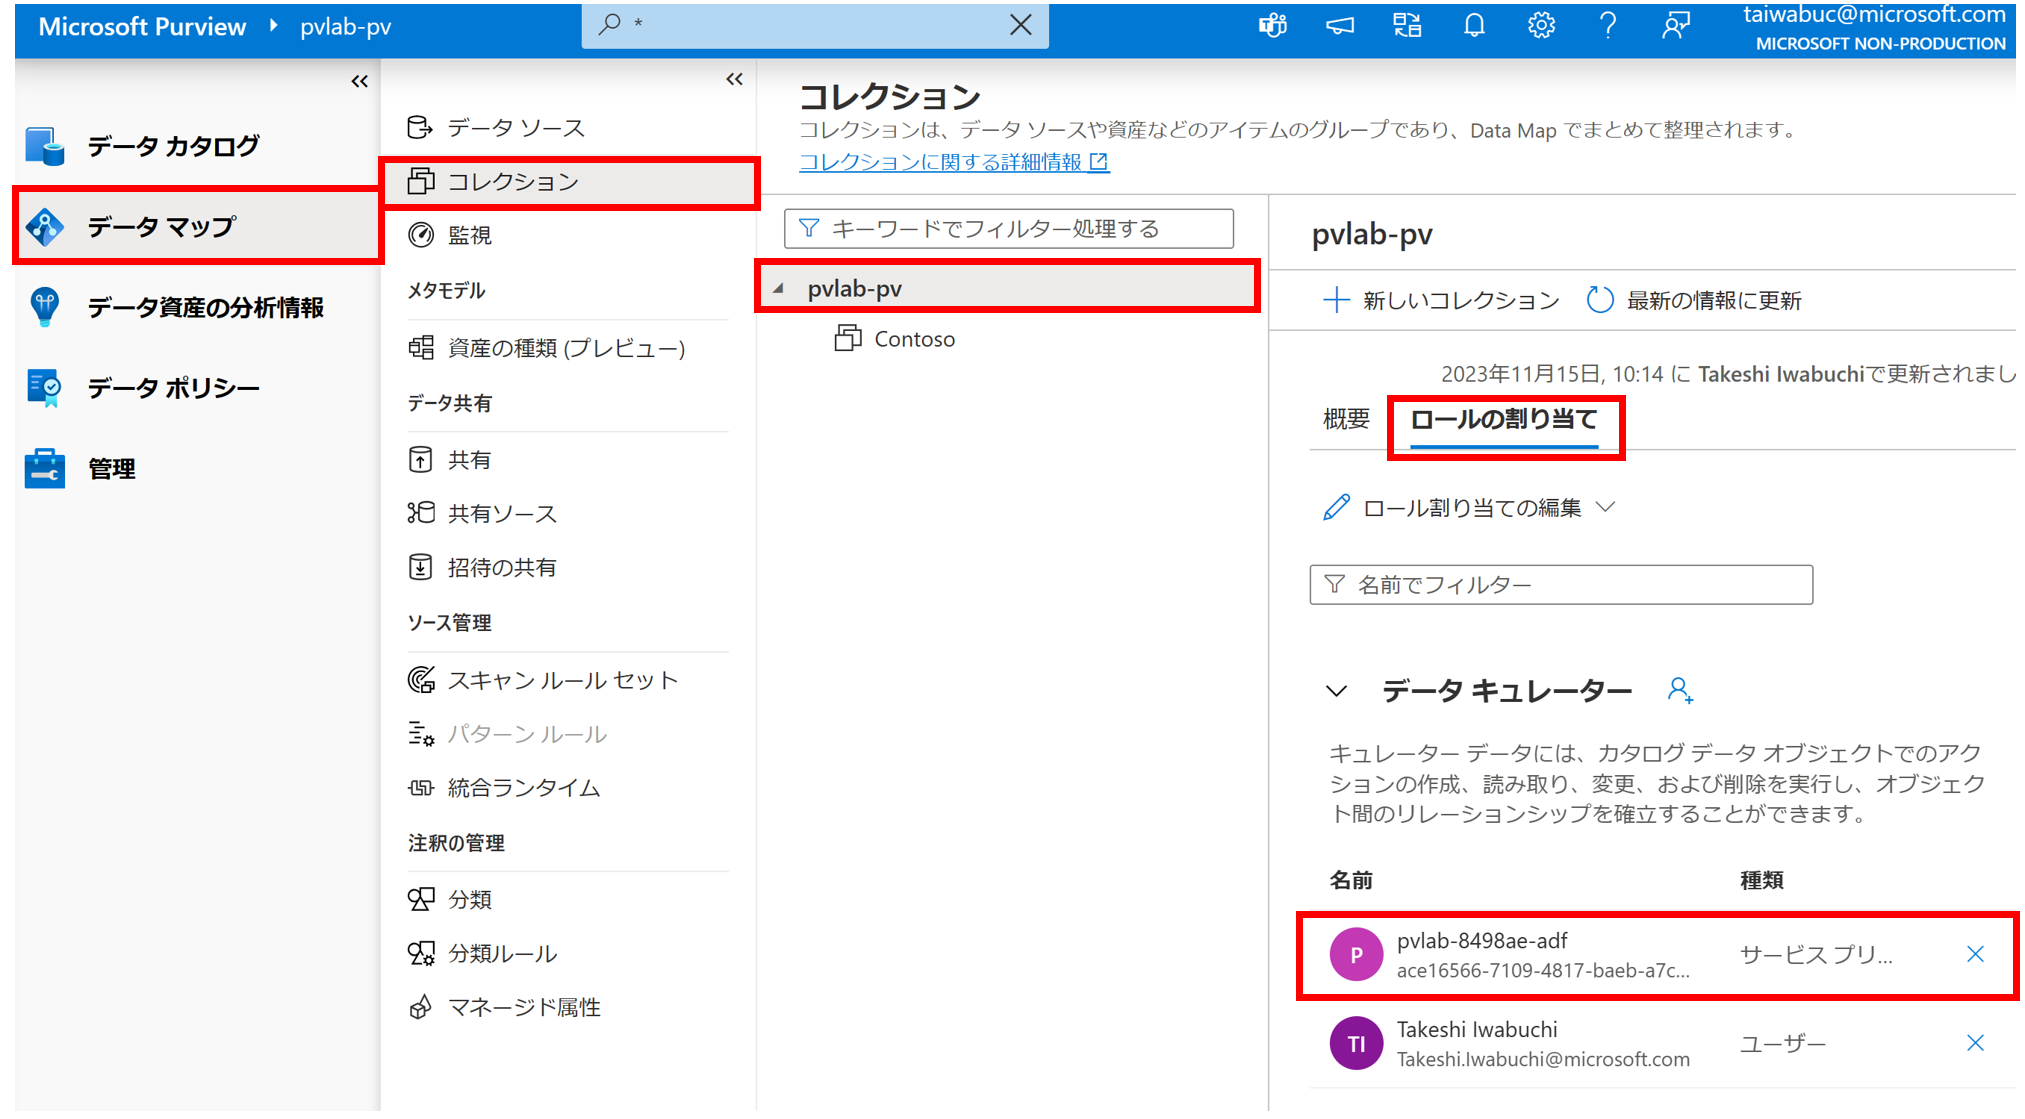 Microsoft Purview
pvlab-pv
*
taiwabuc@microsoft.com
MICROSOFT NON-PRODUCTION
データ カタログ
データ マップ
データ資産の分析情報
データ ポリシー
管理
データ ソース
コレクション
監視
メタモデル
資産の種類 (プレビュー)
データ共有
共有
共有ソース
招待の共有
ソース管理
スキャン ルール セット
パターン ルール
統合ランタイム
注釈の管理
分類
分類ルール
マネージド属性
コレクション
コレクションは、データ ソースや資産などのアイテムのグループであり、Data Map でまとめて整理されます。
コレクションに関する詳細情報
キーワードでフィルター処理する
pvlab-pv
Contoso
pvlab-pv
新しいコレクション
最新の情報に更新
2023年11月15日, 10:14 に Takeshi Iwabuchiで更新されまし
概要
ロールの割り当て
ロール割り当ての編集
名前でフィルター
データ キュレーター
キュレーター データには、カタログ データ オブジェクトでのアク
ションの作成、読み取り、変更、および削除を実行し、オブジェク
ト間のリレーションシップを確立することができます。
名前
種類
P
pvlab-8498ae-adf
ace16566-7109-4817-baeb-a7c...
サービス プリ...
TI
Takeshi Iwabuchi
Takeshi.Iwabuchi@microsoft.com
ユーザー